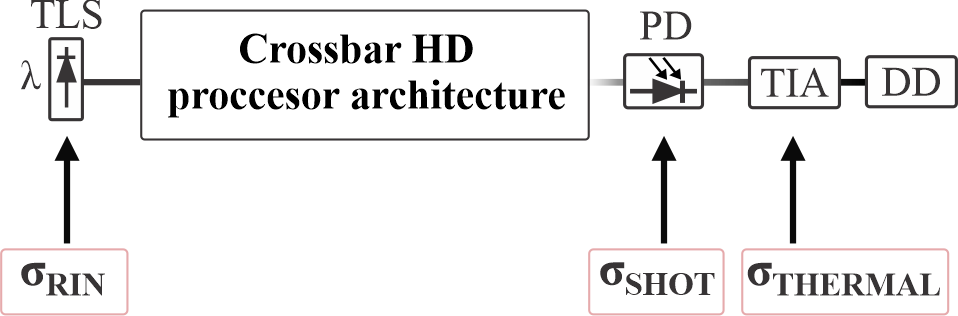 TLS
λ
Crossbar HD
proccesor architecture
PD
TIA
DD
σRIN
σSHOT
σTHERMAL